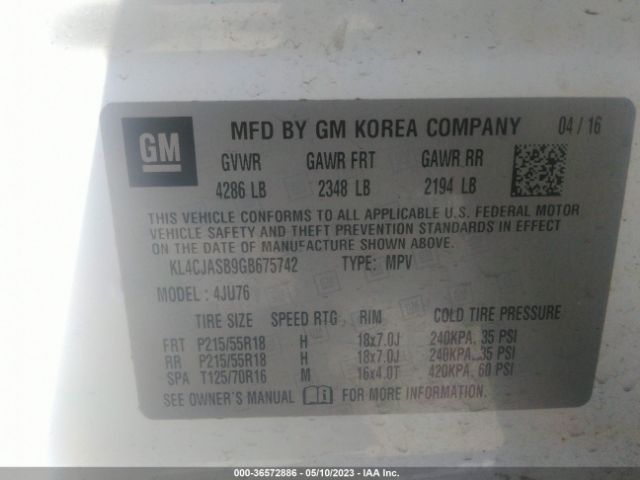 GM
MFD BY GM KOREA COMPANY 04 / 16
GVWR GAWR FRT GAWR RR
4286 LB 2348 LB 2194 LB
THIS VEHICLE CONFORMS TO ALL APPLICABLE U.S. FEDERAL MOTOR
VEHICLE SAFETY AND THEFT PREVENTION STANDARDS IN EFFECT
ON THE DATE OF MANUFACTURE SHOWN ABOVE.
KL4CJASB9GB675742 TYPE: MPV
MODEL : 4JU76
TIRE SIZE SPEED RTG RIM COLD TIRE PRESSURE
FRT P215/55R18 H 18x7.0J 240KPA, 35 PSI
RR P215/55R18 H 18x7.0J 240KPA, 35 PSI
SPA T125/70R16 M 16x4.0T 420KPA, 60 PSI
SEE OWNER'S MANUAL FOR MORE INFORMATION.
000-36572886 — 05/10/2023 — IAA Inc.